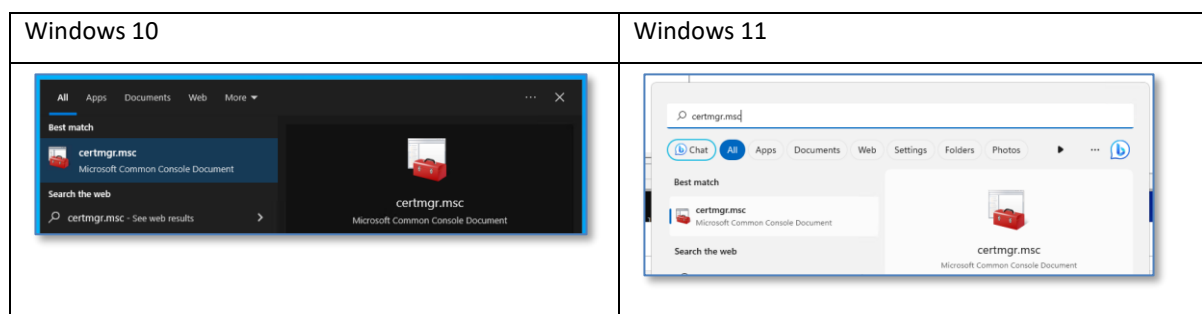 Windows 10
Windows 11
All Apps Documents Web More
Best match
certmgr.msc
Microsoft Common Console Document
Search the web
certmgr.msc - See web results
certmgr.msc
Microsoft Common Console Document
certmgr.msc
Chat All Apps Documents Web Settings Folders Photos
Best match
certmgr.msc
Microsoft Common Console Document
Search the web
certmgr.msc
Microsoft Common Console Document